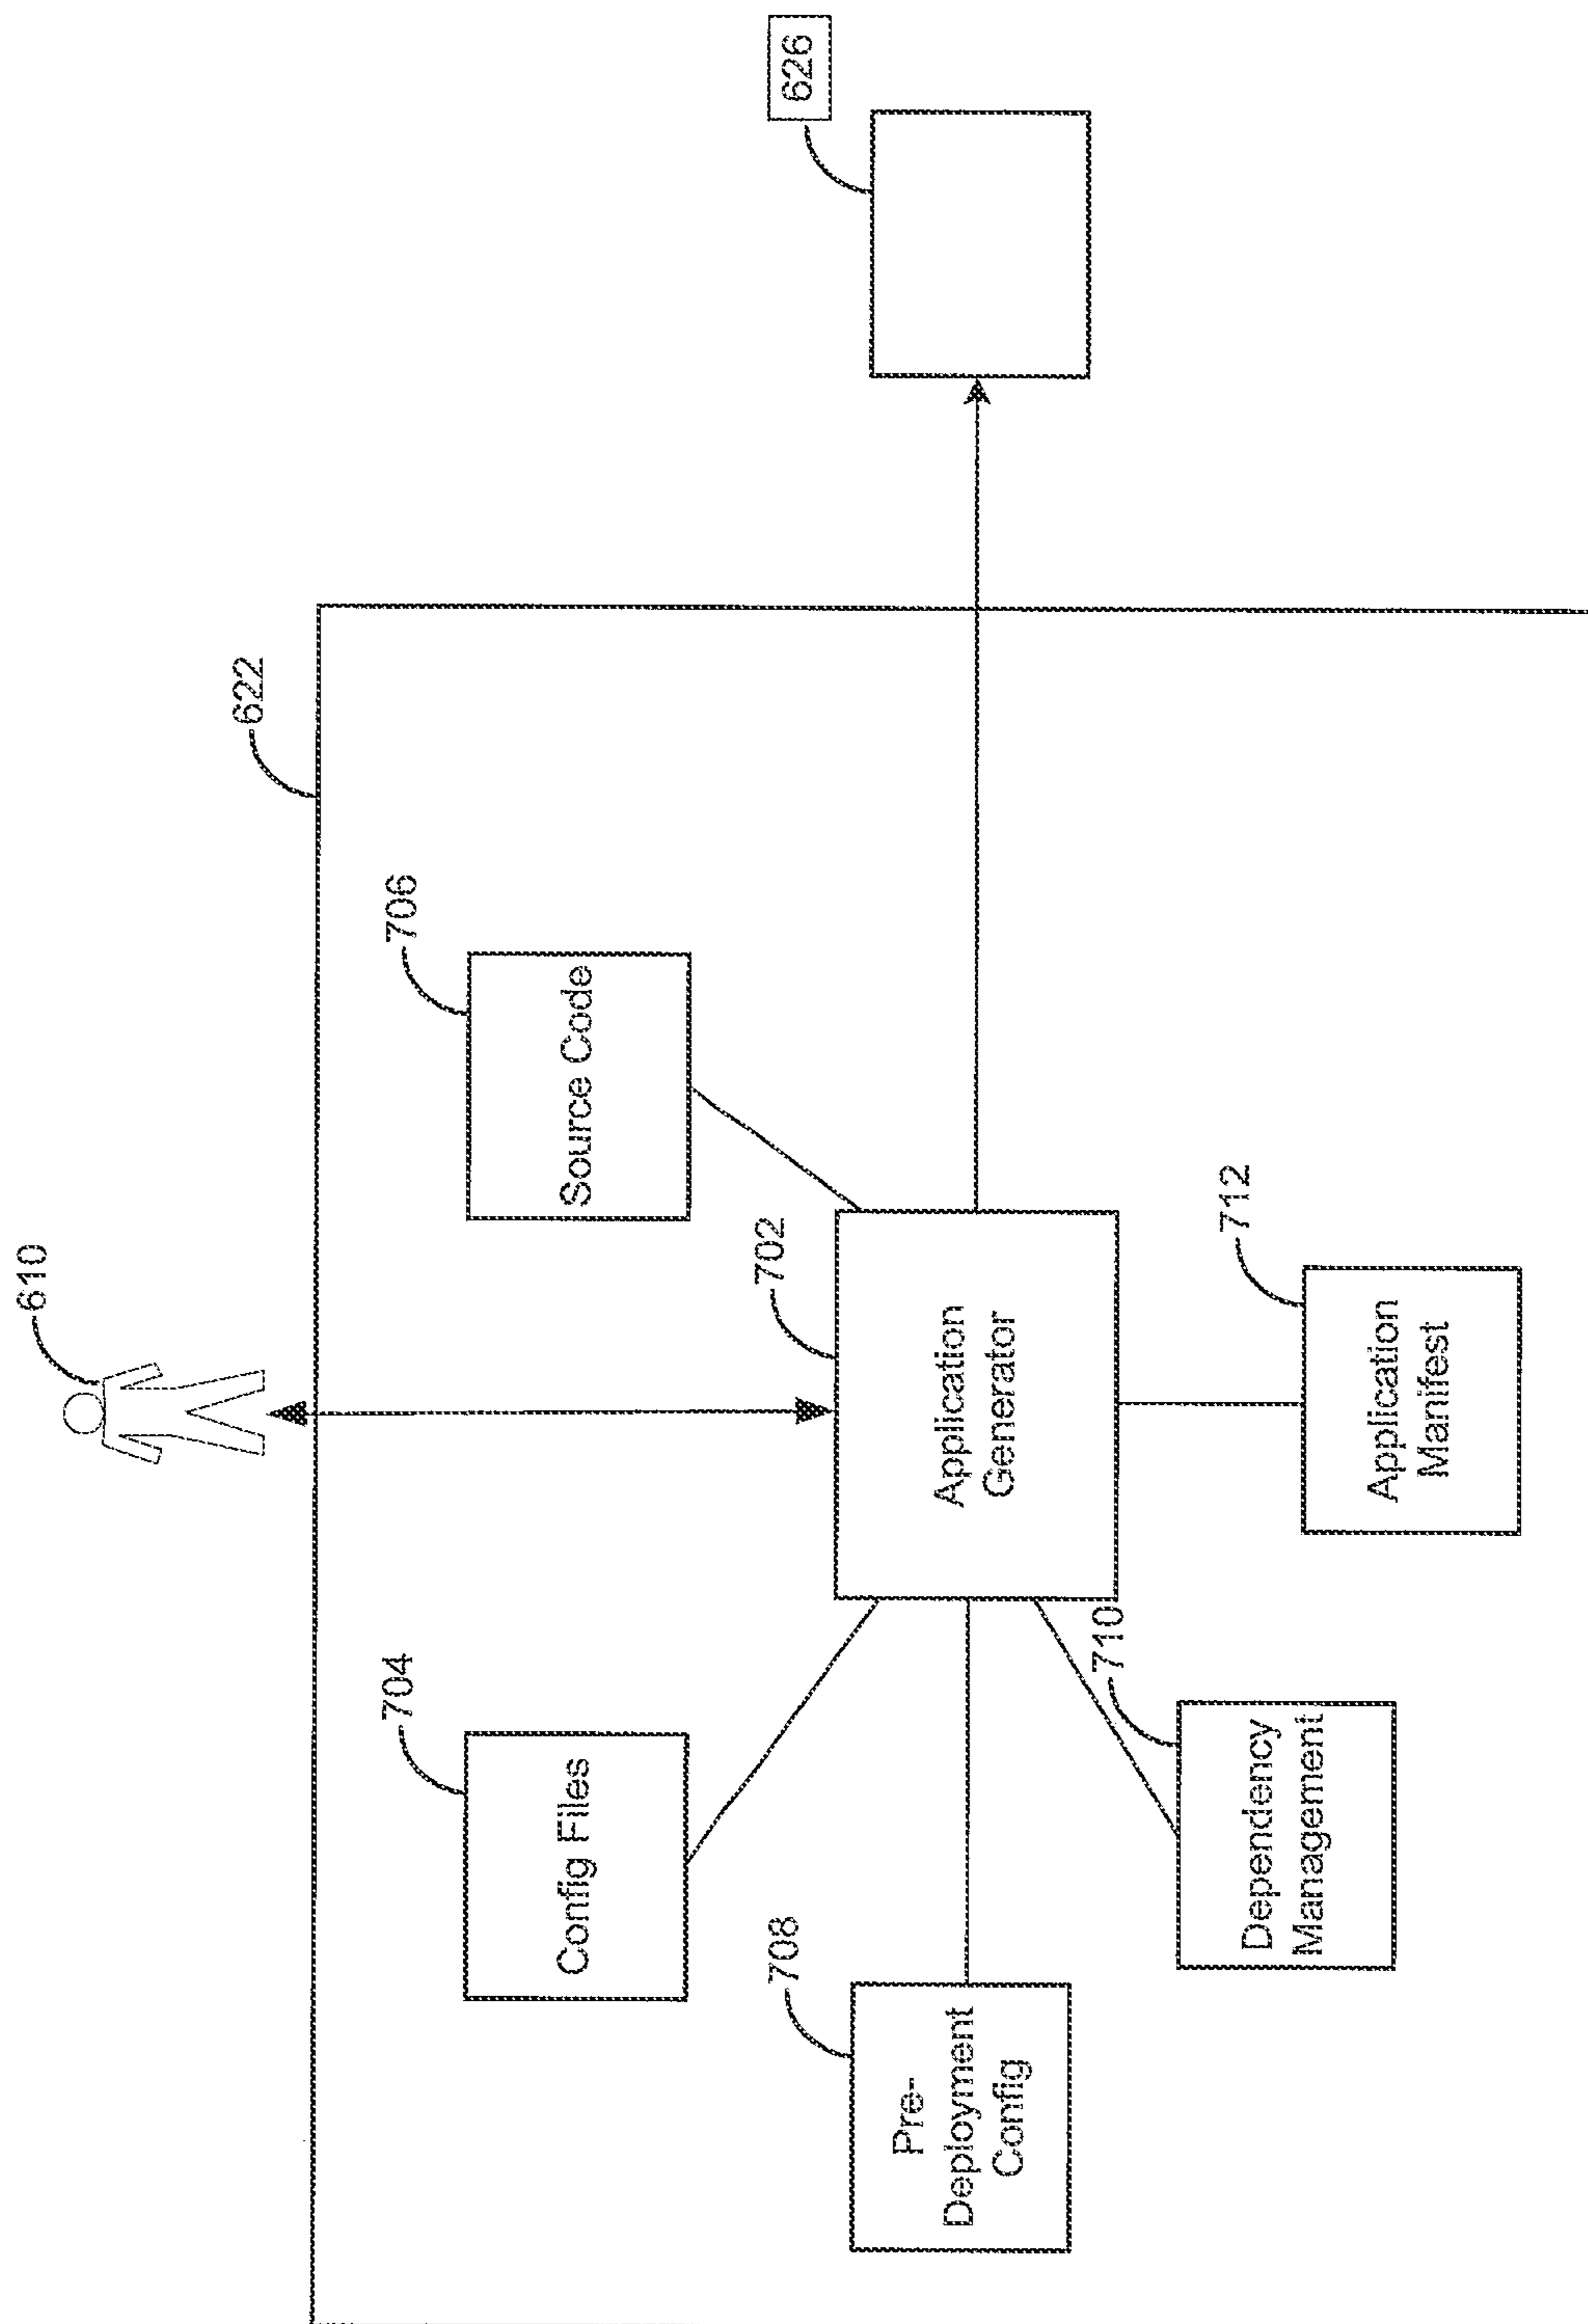 610
622
626
704
Config Files
706
Source Code
708
Pre-
Deployment
Config
702
Application
Generator
710
Dependency
Management
712
Application
Manifest